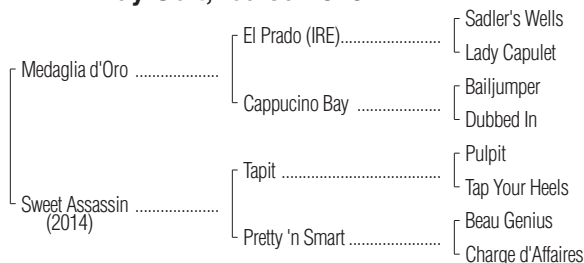 El Prado (IRE)..................... Sadler's Wells
Lady Capulet
Medaglia d'Oro .....................
Cappucino Bay ..................... Bailjumper
Dubbed In
Tapit ..................................... Pulpit
Tap Your Heels
Sweet Assassin .....................
(2014)
Pretty 'n Smart ..................... Beau Genius
Charge d'Affaires